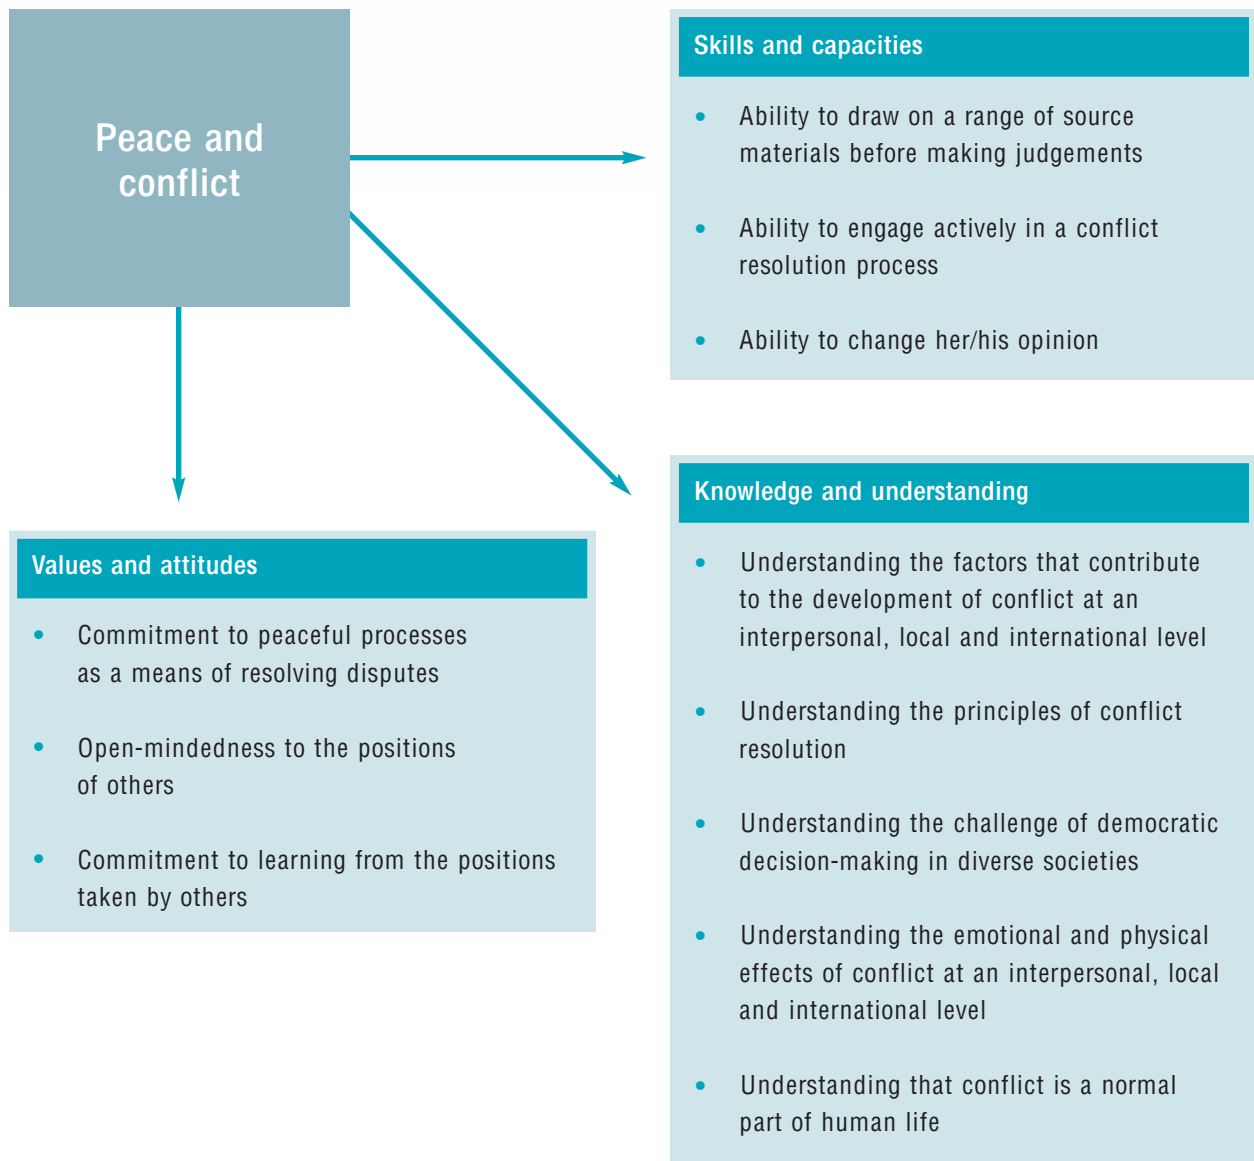 Peace and
conflict
Skills and capacities
• Ability to draw on a range of source
materials before making judgements
• Ability to engage actively in a conflict
resolution process
• Ability to change her/his opinion
Values and attitudes
• Commitment to peaceful processes
as a means of resolving disputes
• Open-mindedness to the positions
of others
• Commitment to learning from the positions
taken by others
Knowledge and understanding
• Understanding the factors that contribute
to the development of conflict at an
interpersonal, local and international level
• Understanding the principles of conflict
resolution
• Understanding the challenge of democratic
decision-making in diverse societies
• Understanding the emotional and physical
effects of conflict at an interpersonal, local
and international level
• Understanding that conflict is a normal
part of human life